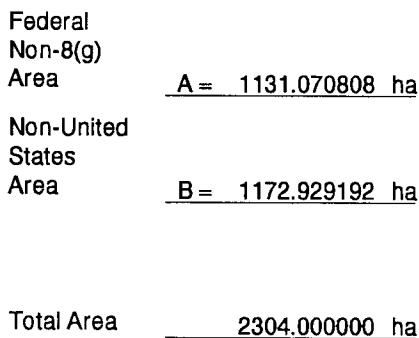 Federal
Non-8(g)
Area A = 1131.070808 ha
Non-United
States
Area B = 1172.929192 ha
Total Area 2304.000000 ha